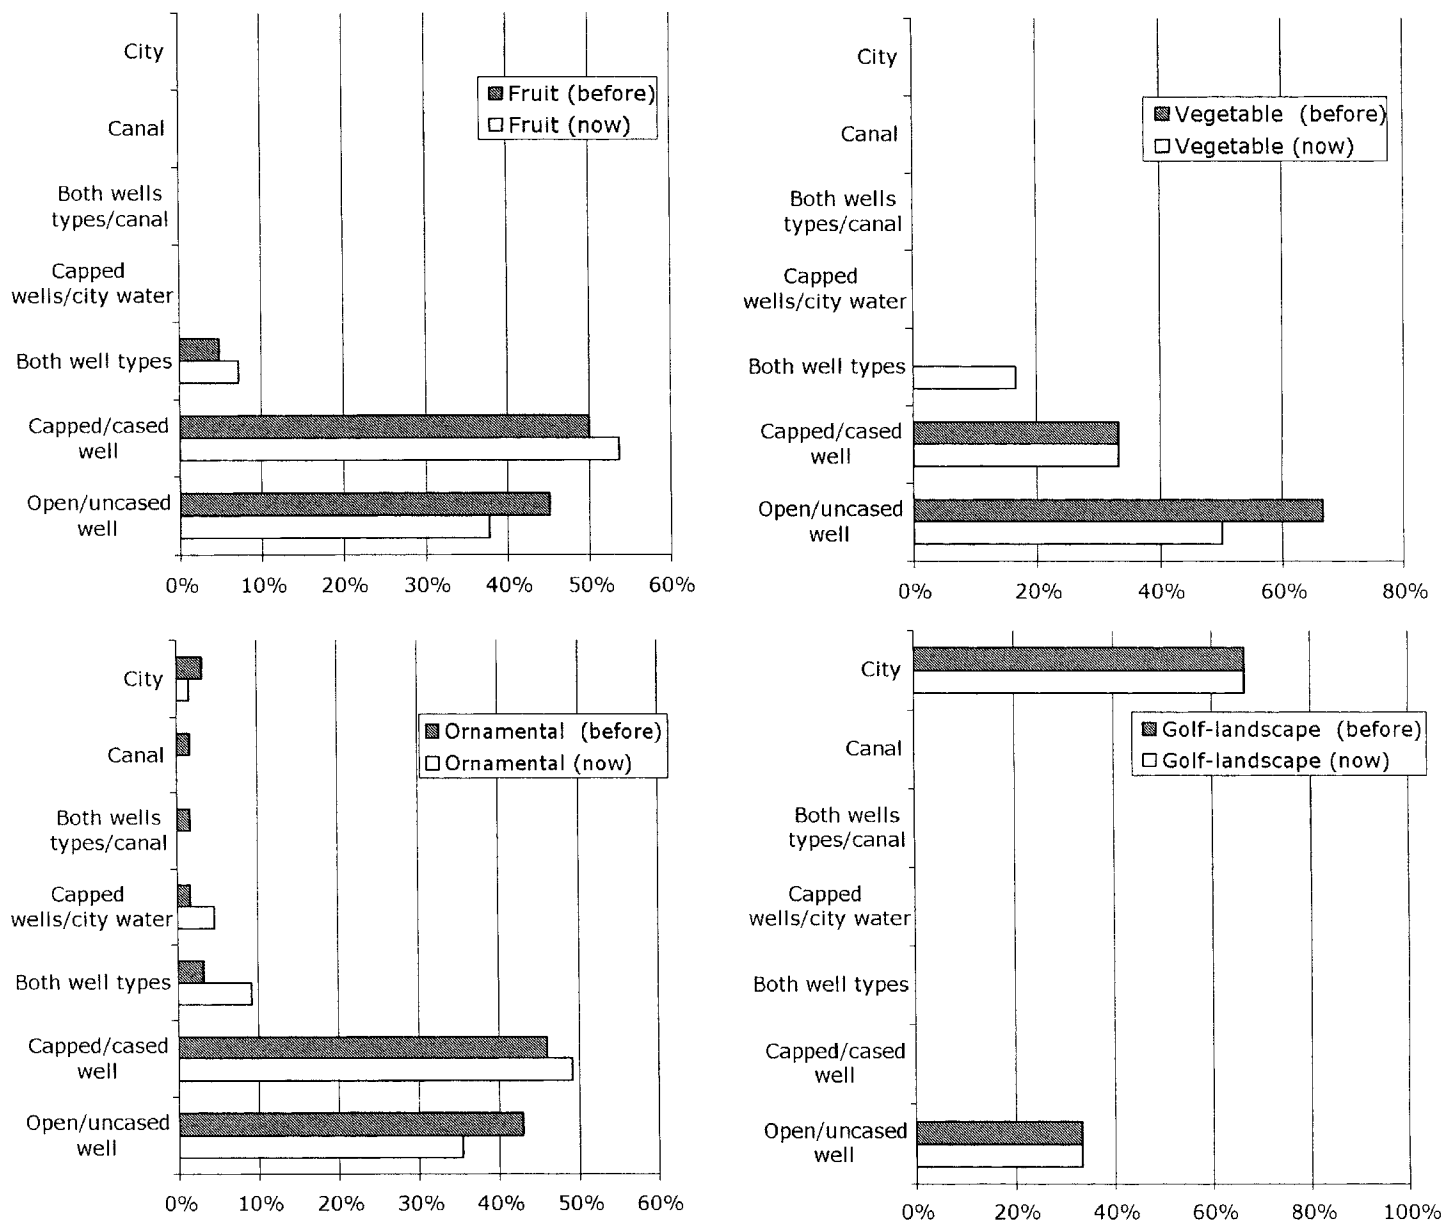 City
Canal
Both wells
types/canal
Capped
wells/city water
Both well types
Capped/cased
well
Open/uncased
well
Fruit (before)
Fruit (now)
0% 10% 20% 30% 40% 50% 60%
City
Canal
Both wells
types/canal
Capped
wells/city water
Both well types
Capped/cased
well
Open/uncased
well
Vegetable (before)
Vegetable (now)
0% 20% 40% 60% 80%
City
Canal
Both wells
types/canal
Capped
wells/city water
Both well types
Capped/cased
well
Open/uncased
well
Ornamental (before)
Ornamental (now)
0% 10% 20% 30% 40% 50% 60%
City
Canal
Both wells
types/canal
Capped
wells/city water
Both well types
Capped/cased
well
Open/uncased
well
Golf-landscape (before)
Golf-landscape (now)
0% 20% 40% 60% 80% 100%